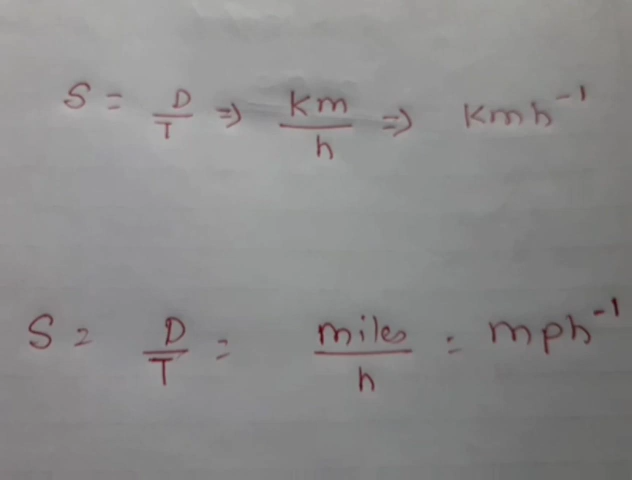 S = D/T ⇒ Km/h ⇒ Kmh⁻¹
S = D/T = miles/h = mph⁻¹